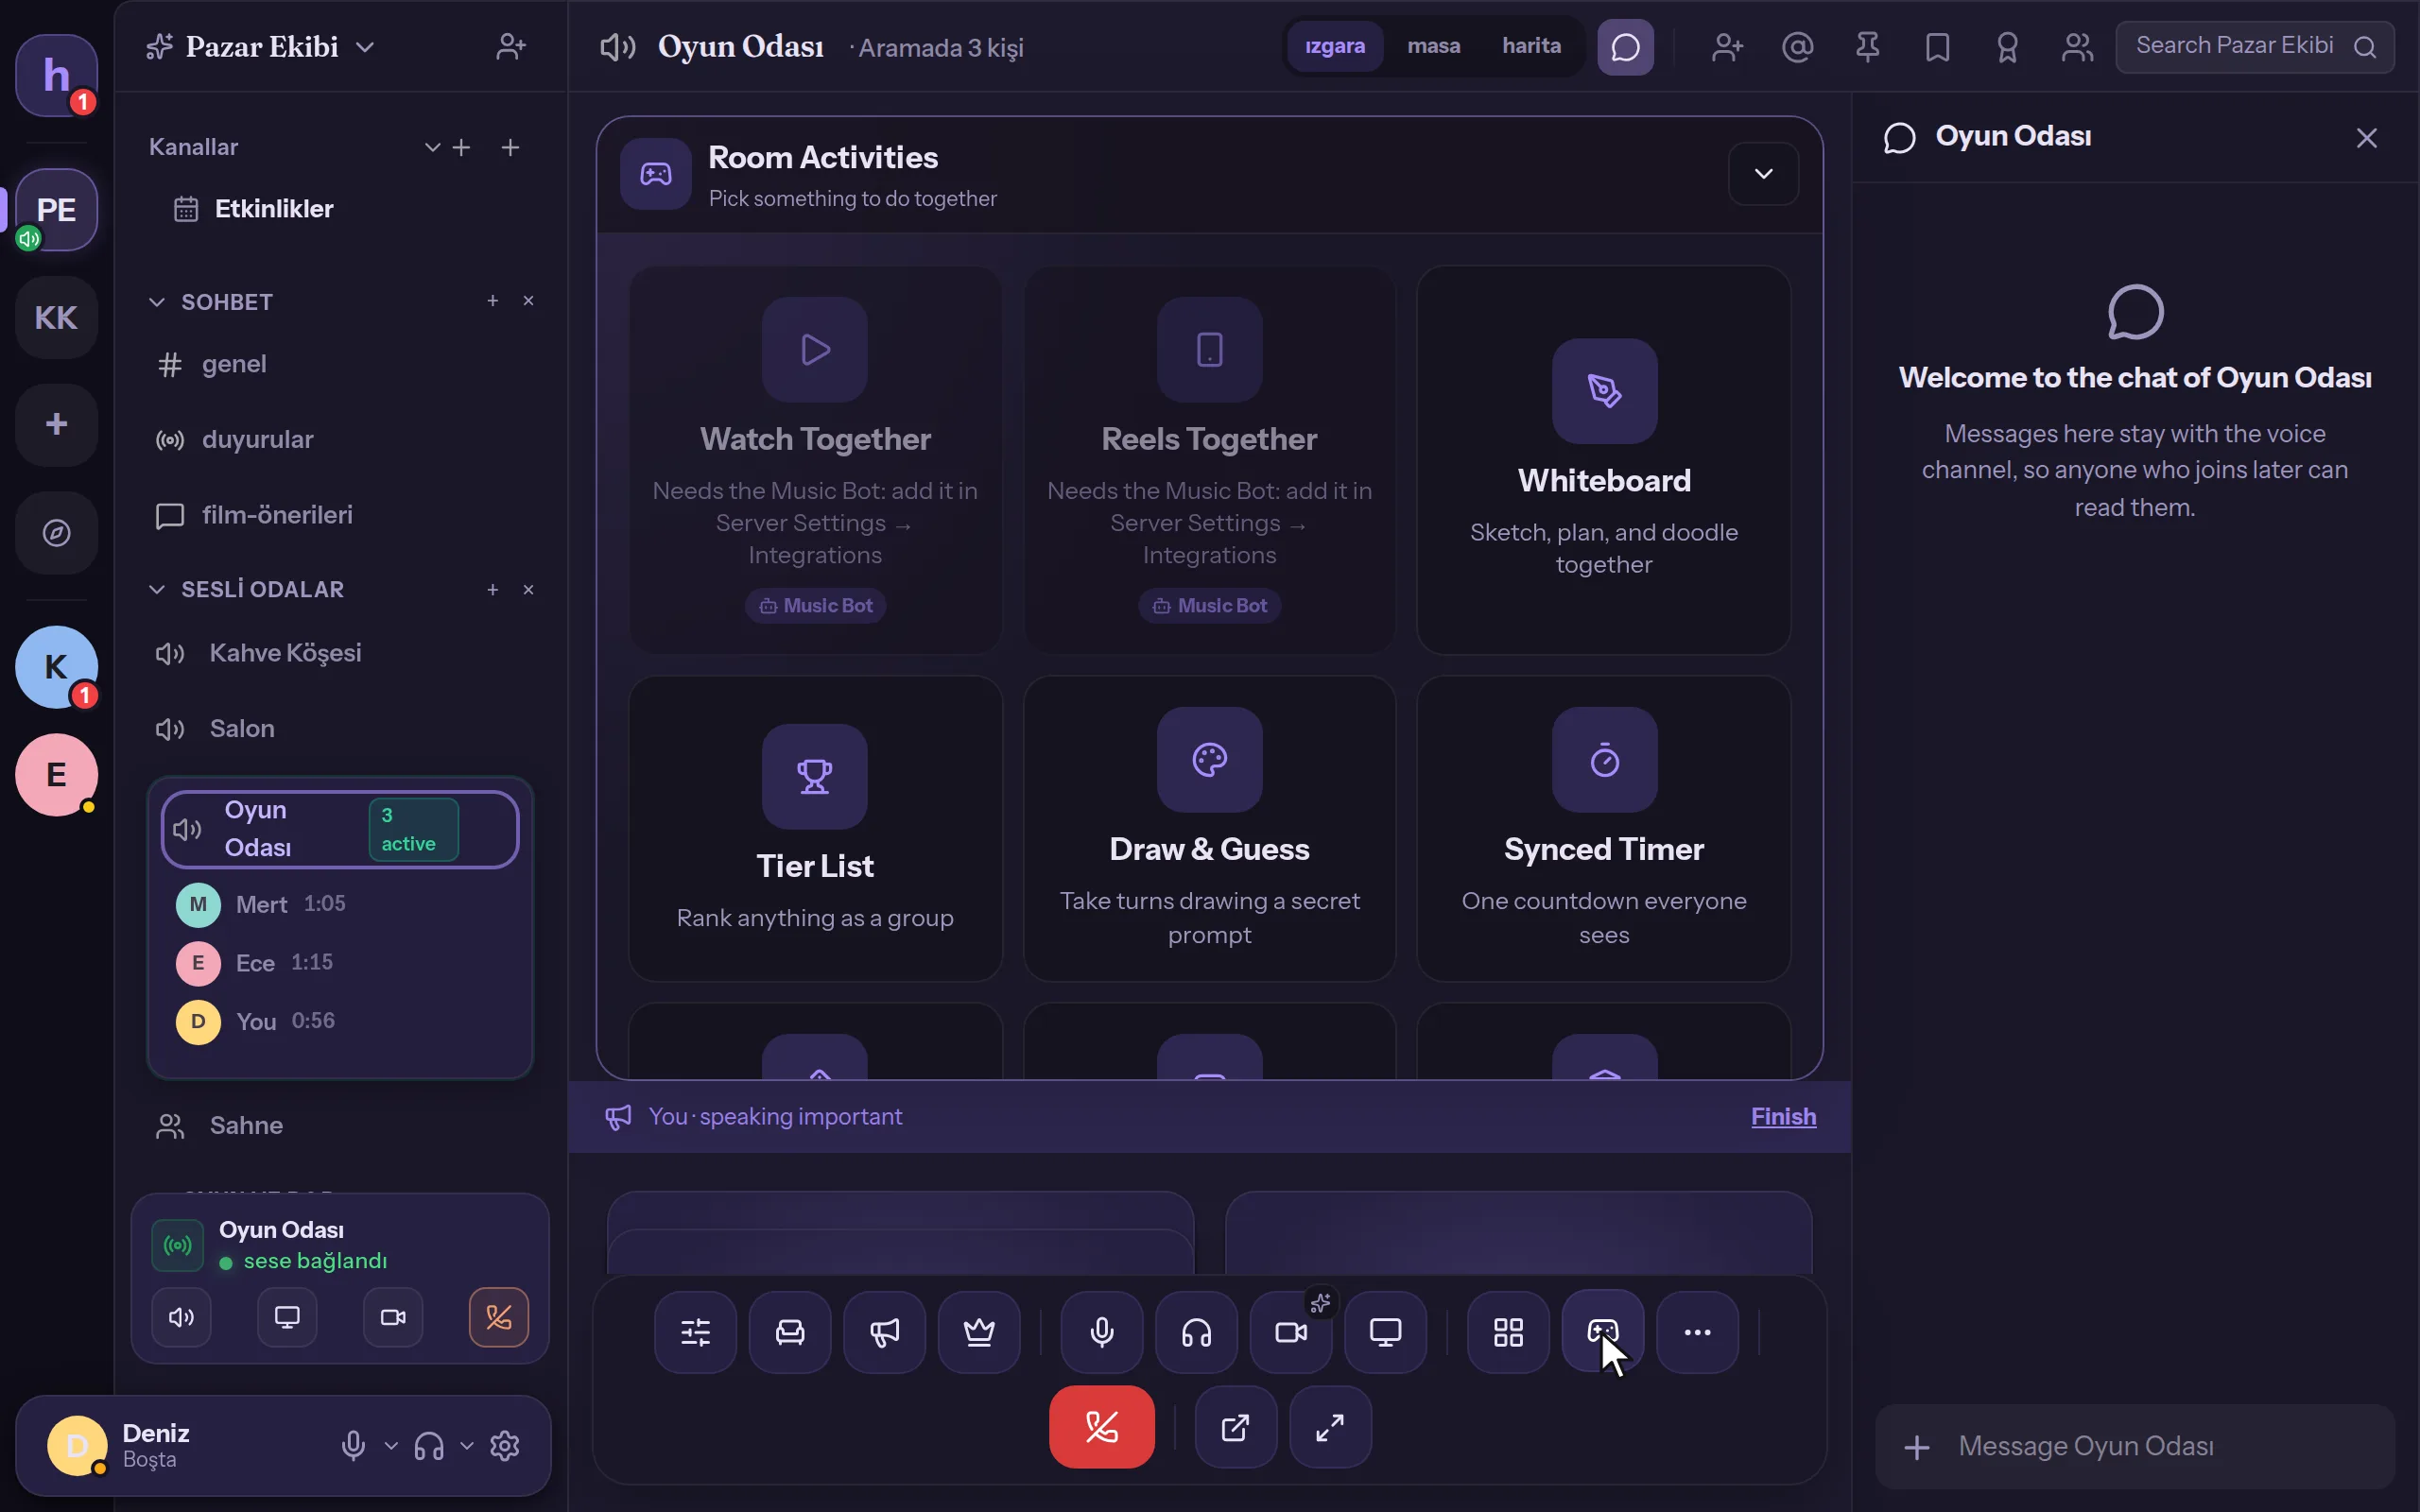 h
1
PE
KK
K
1
E
Pazar Ekibi
Kanallar
Etkinlikler
SOHBET
genel
duyurular
film-önerileri
SESLİ ODALAR
Kahve Köşesi
Salon
Oyun
Odası
3
active
M
Mert 1:05
E
Ece 1:15
D
You 0:56
Sahne
Oyun Odası
sese bağlandı
D
Deniz
Boşta
Oyun Odası · Aramada 3 kişi
ızgara
masa
harita
Search Pazar Ekibi
Room Activities
Pick something to do together
Watch Together
Needs the Music Bot: add it in
Server Settings →
Integrations
Music Bot
Reels Together
Needs the Music Bot: add it in
Server Settings →
Integrations
Music Bot
Whiteboard
Sketch, plan, and doodle
together
Tier List
Rank anything as a group
Draw & Guess
Take turns drawing a secret
prompt
Synced Timer
One countdown everyone
sees
You · speaking important
Finish
Oyun Odası
Welcome to the chat of Oyun Odası
Messages here stay with the voice
channel, so anyone who joins later can
read them.
Message Oyun Odası